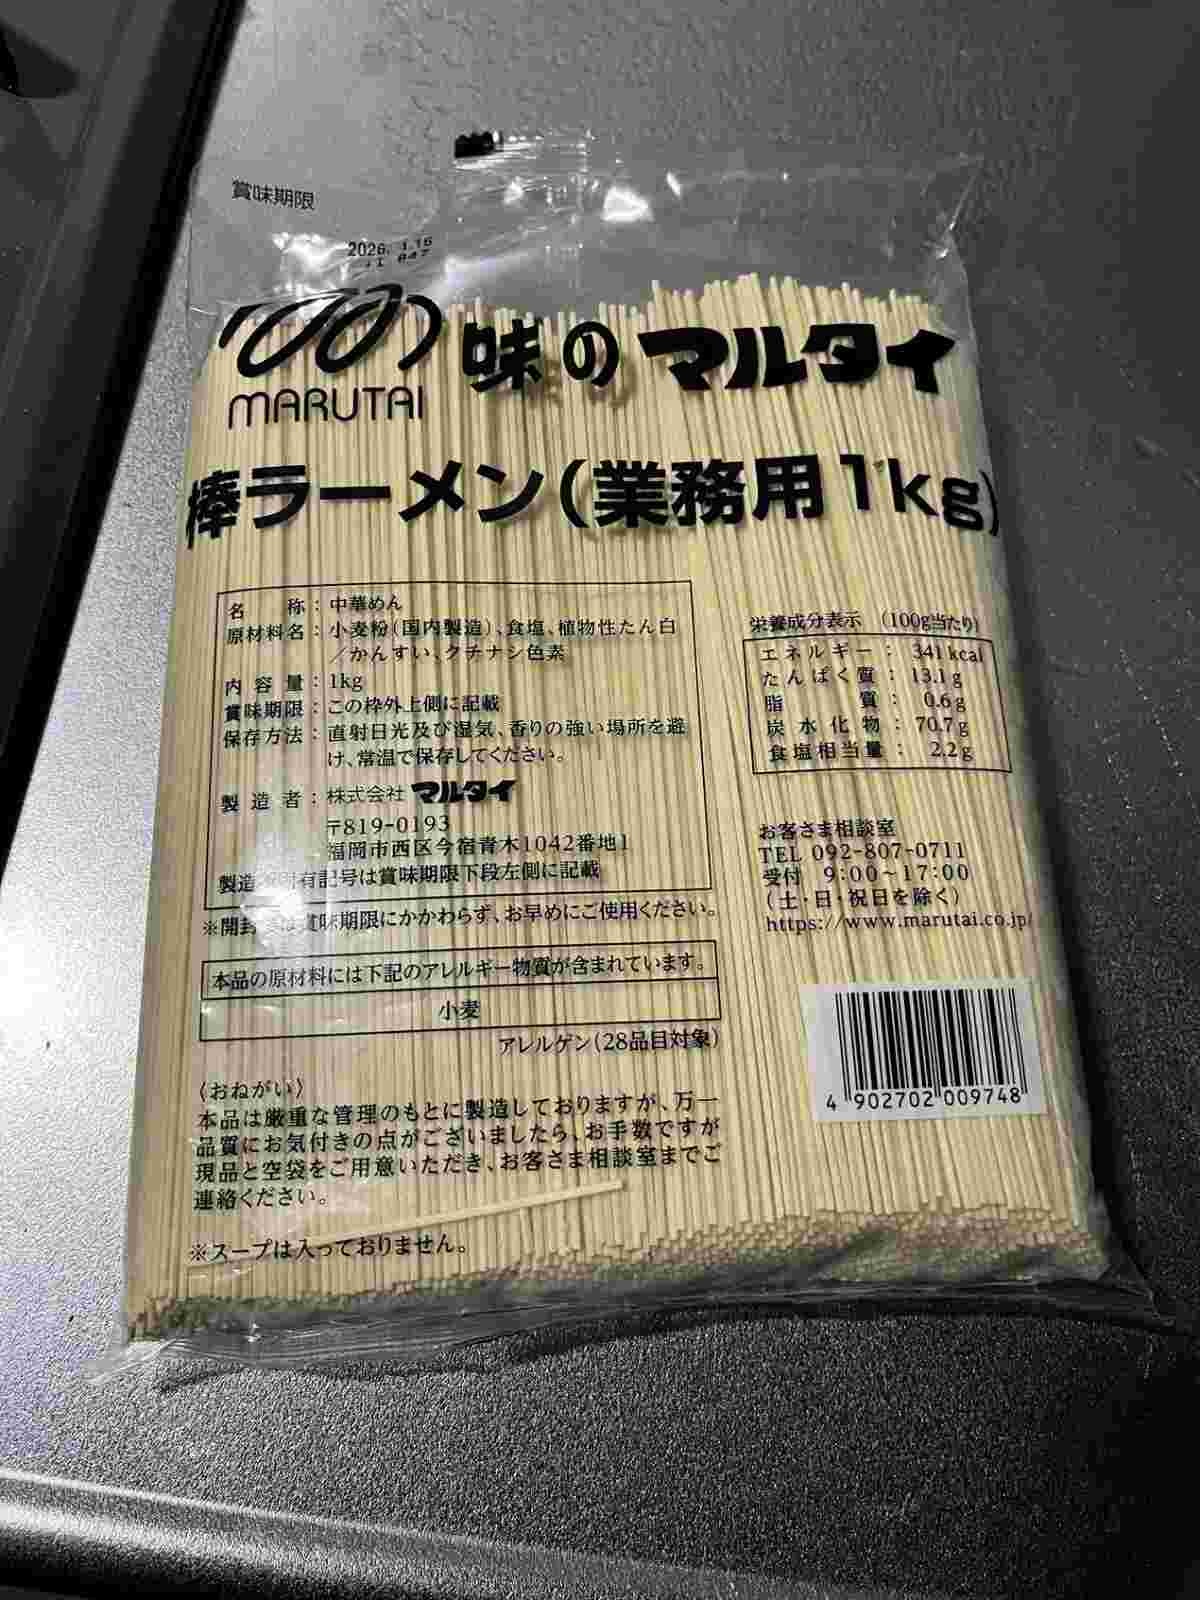 賞味期限
2026. 1.16
+1 847
MARUTAI
味のマルタイ
棒ラーメン(業務用1kg)
名称:中華めん
原材料名:小麦粉(国内製造)、食塩、植物性たん白
/かんすい、クチナシ色素
内容量:1kg
賞味期限:この枠外上側に記載
保存方法:直射日光及び湿気、香りの強い場所を避
け、常温で保存してください。
製造者:株式会社 マルタイ
〒819-0193
福岡市西区今宿青木1042番地1
製造 有記号は賞味期限下段左側に記載
※開封 は賞味期限にかかわらず、お早めにご使用ください。
本品の原材料には下記のアレルギー物質が含まれています。
小麦
アレルゲン(28品目対象)
〈おねがい〉
本品は厳重な管理のもとに製造しておりますが、万一
品質にお気付きの点がございましたら、お手数ですが
現品と空袋をご用意いただき、お客さま相談室までご
連絡ください。
※スープは入っておりません。
栄養成分表示 (100g当たり)
エネルギー: 341kcal
たんぱく質: 13.1g
脂質: 0.6g
炭水化物: 70.7g
食塩相当量: 2.2g
お客さま相談室
TEL 092-807-0711
受付 9:00~17:00
(土・日・祝日を除く)
https://www.marutai.co.jp/
4 902702 009748